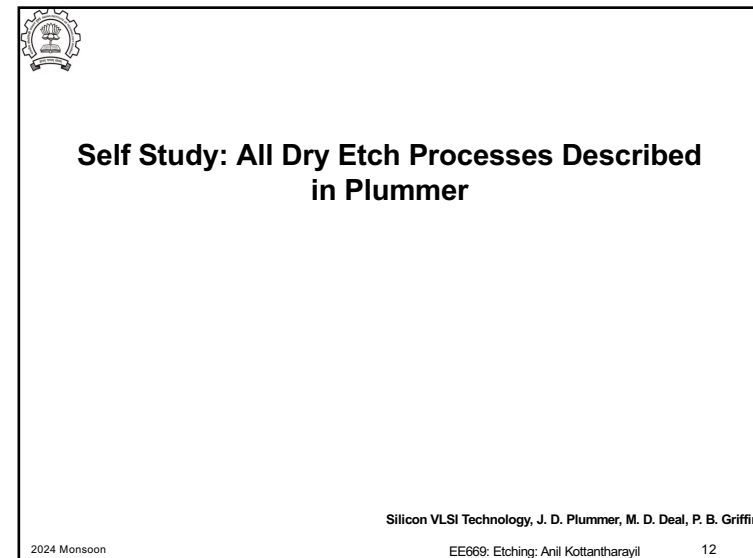 Self Study: All Dry Etch Processes Described
in Plummer
Silicon VLSI Technology, J. D. Plummer, M. D. Deal, P. B. Griffin
2024 Monsoon
EE669: Etching: Anil Kottantharayil
12